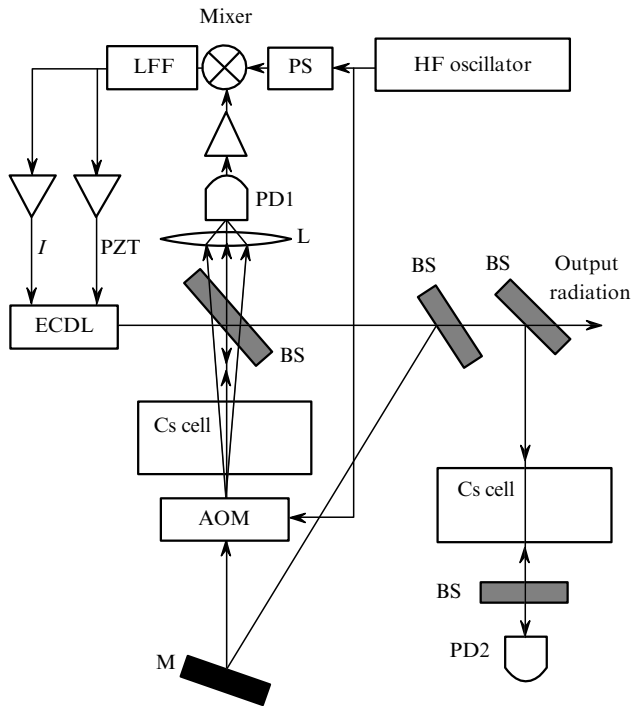 Mixer
LFF
PS
HF oscillator
PD1
I
PZT
L
BS
BS
Output
radiation
ECDL
BS
Cs cell
Cs cell
AOM
BS
M
PD2